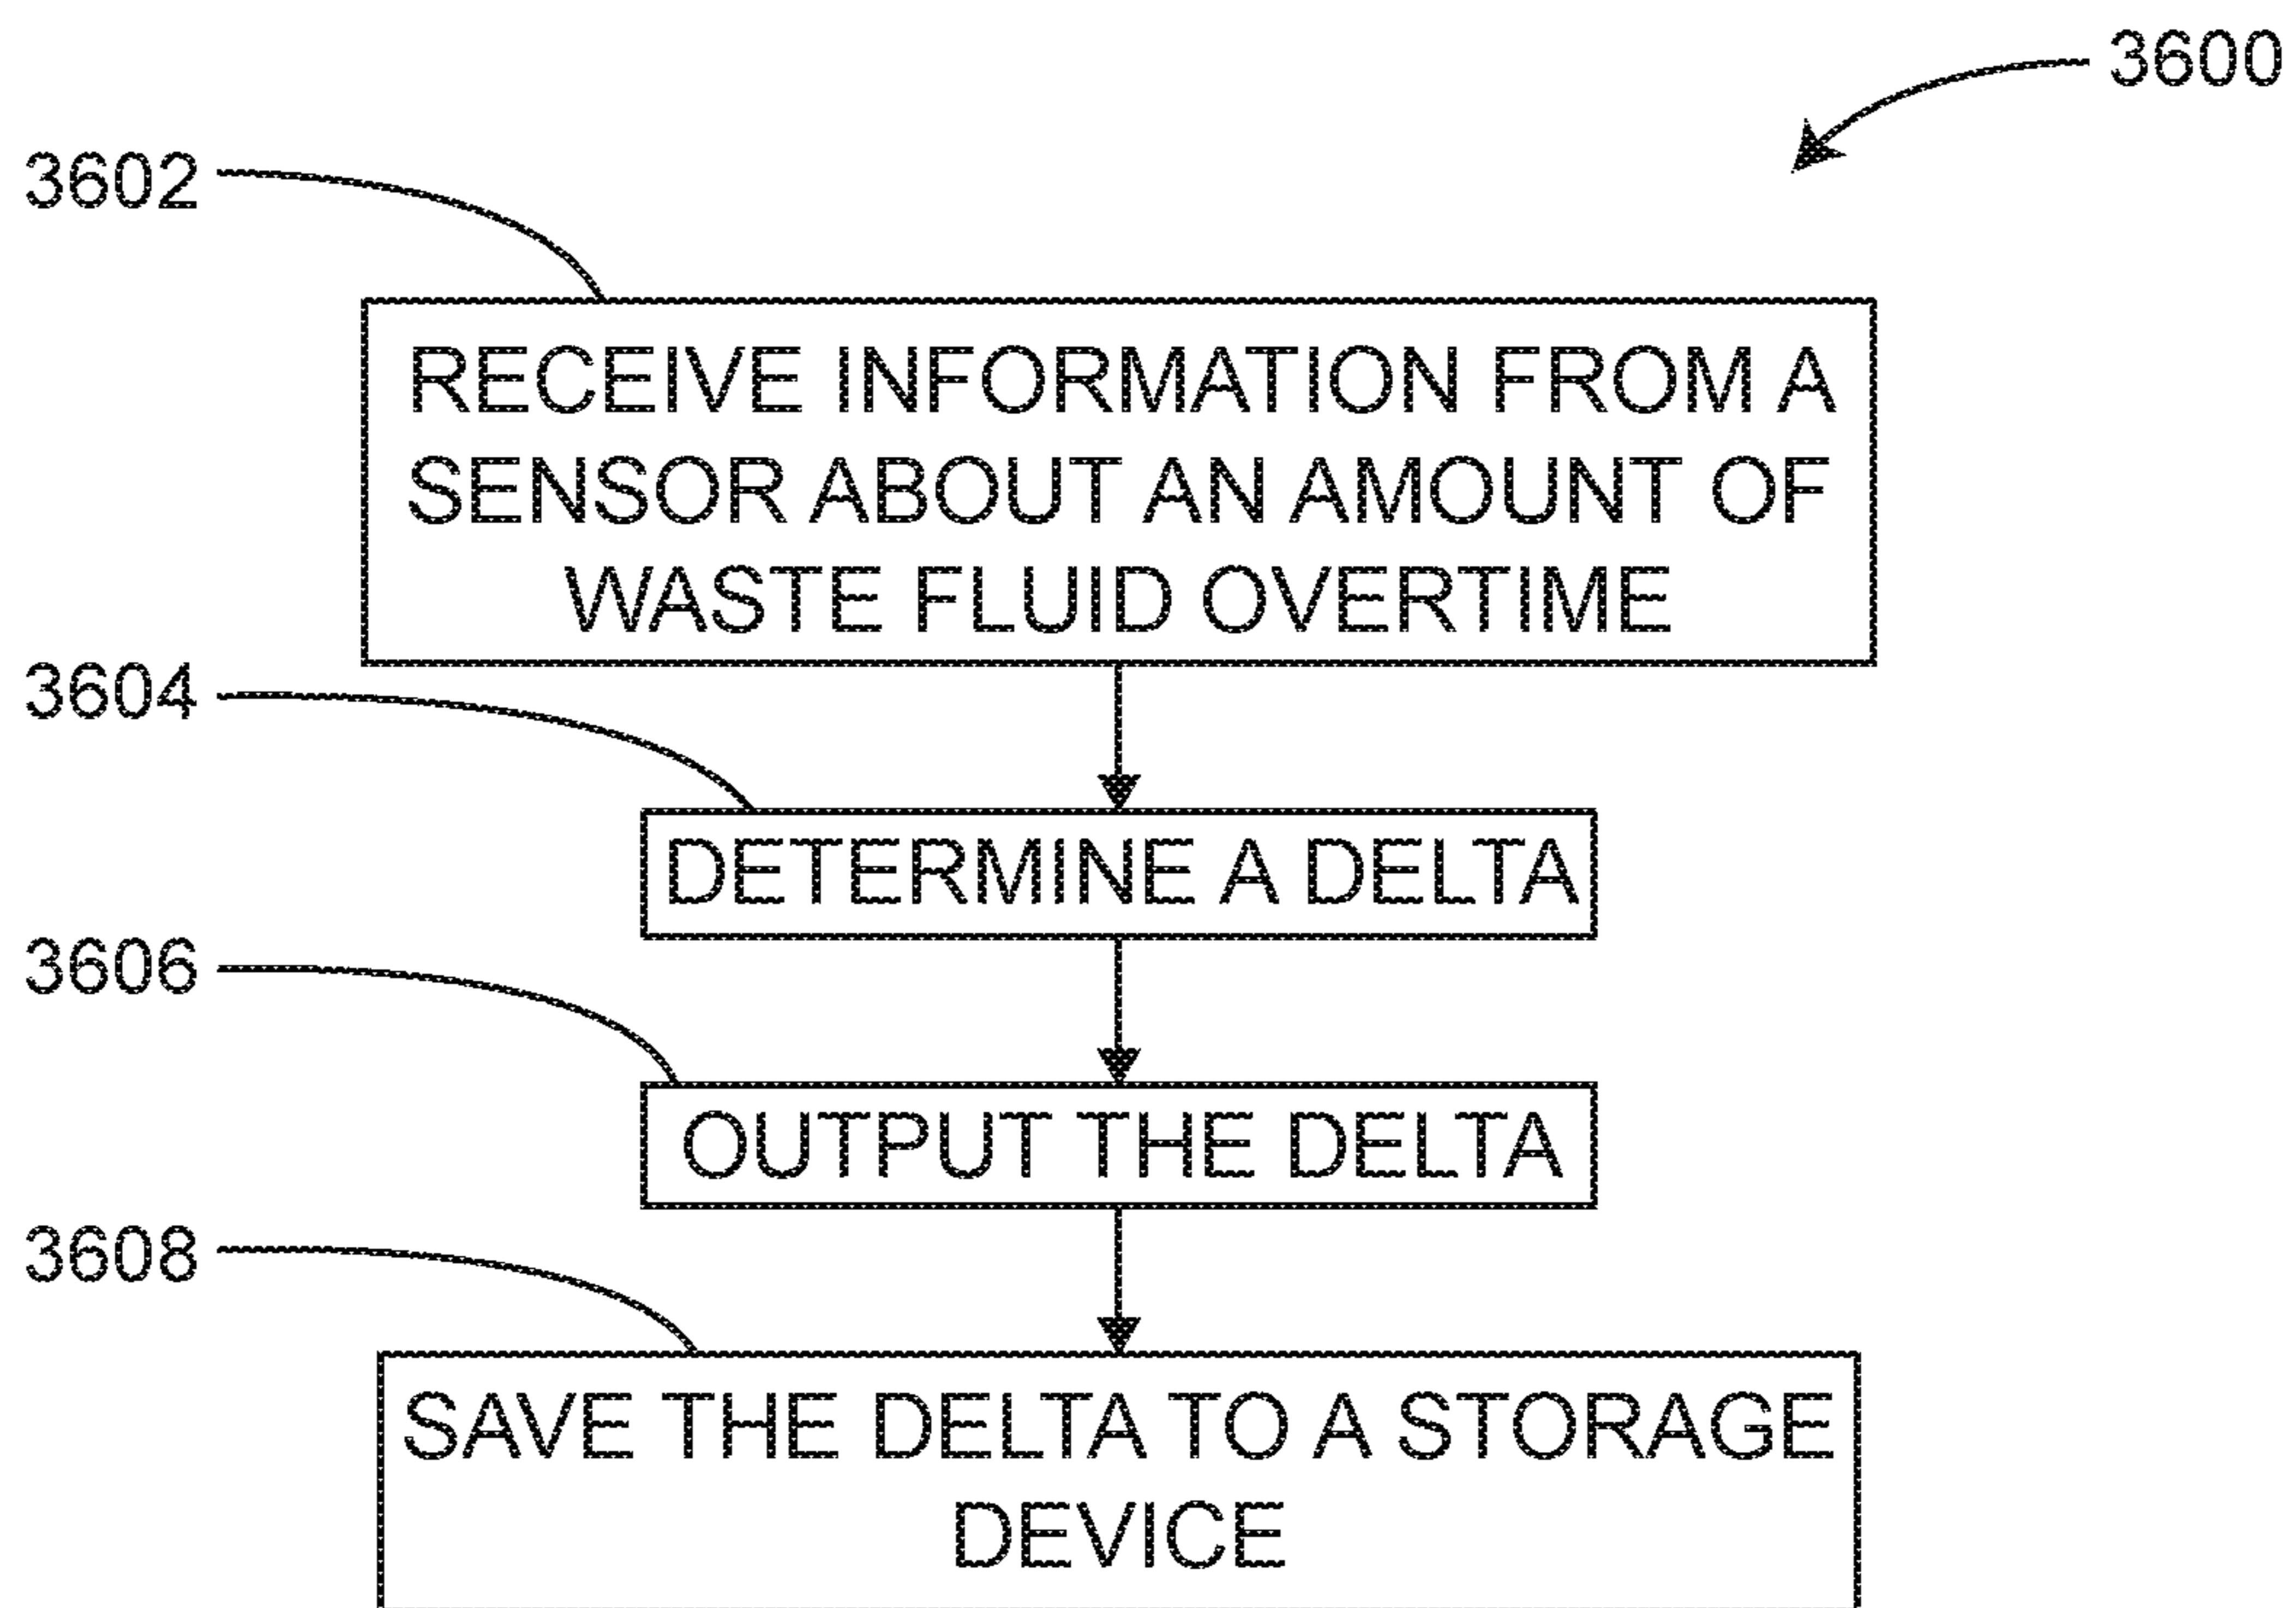 3600
3602
RECEIVE INFORMATION FROM A
SENSOR ABOUT AN AMOUNT OF
WASTE FLUID OVERTIME
3604
DETERMINE A DELTA
3606
OUTPUT THE DELTA
3608
SAVE THE DELTA TO A STORAGE
DEVICE